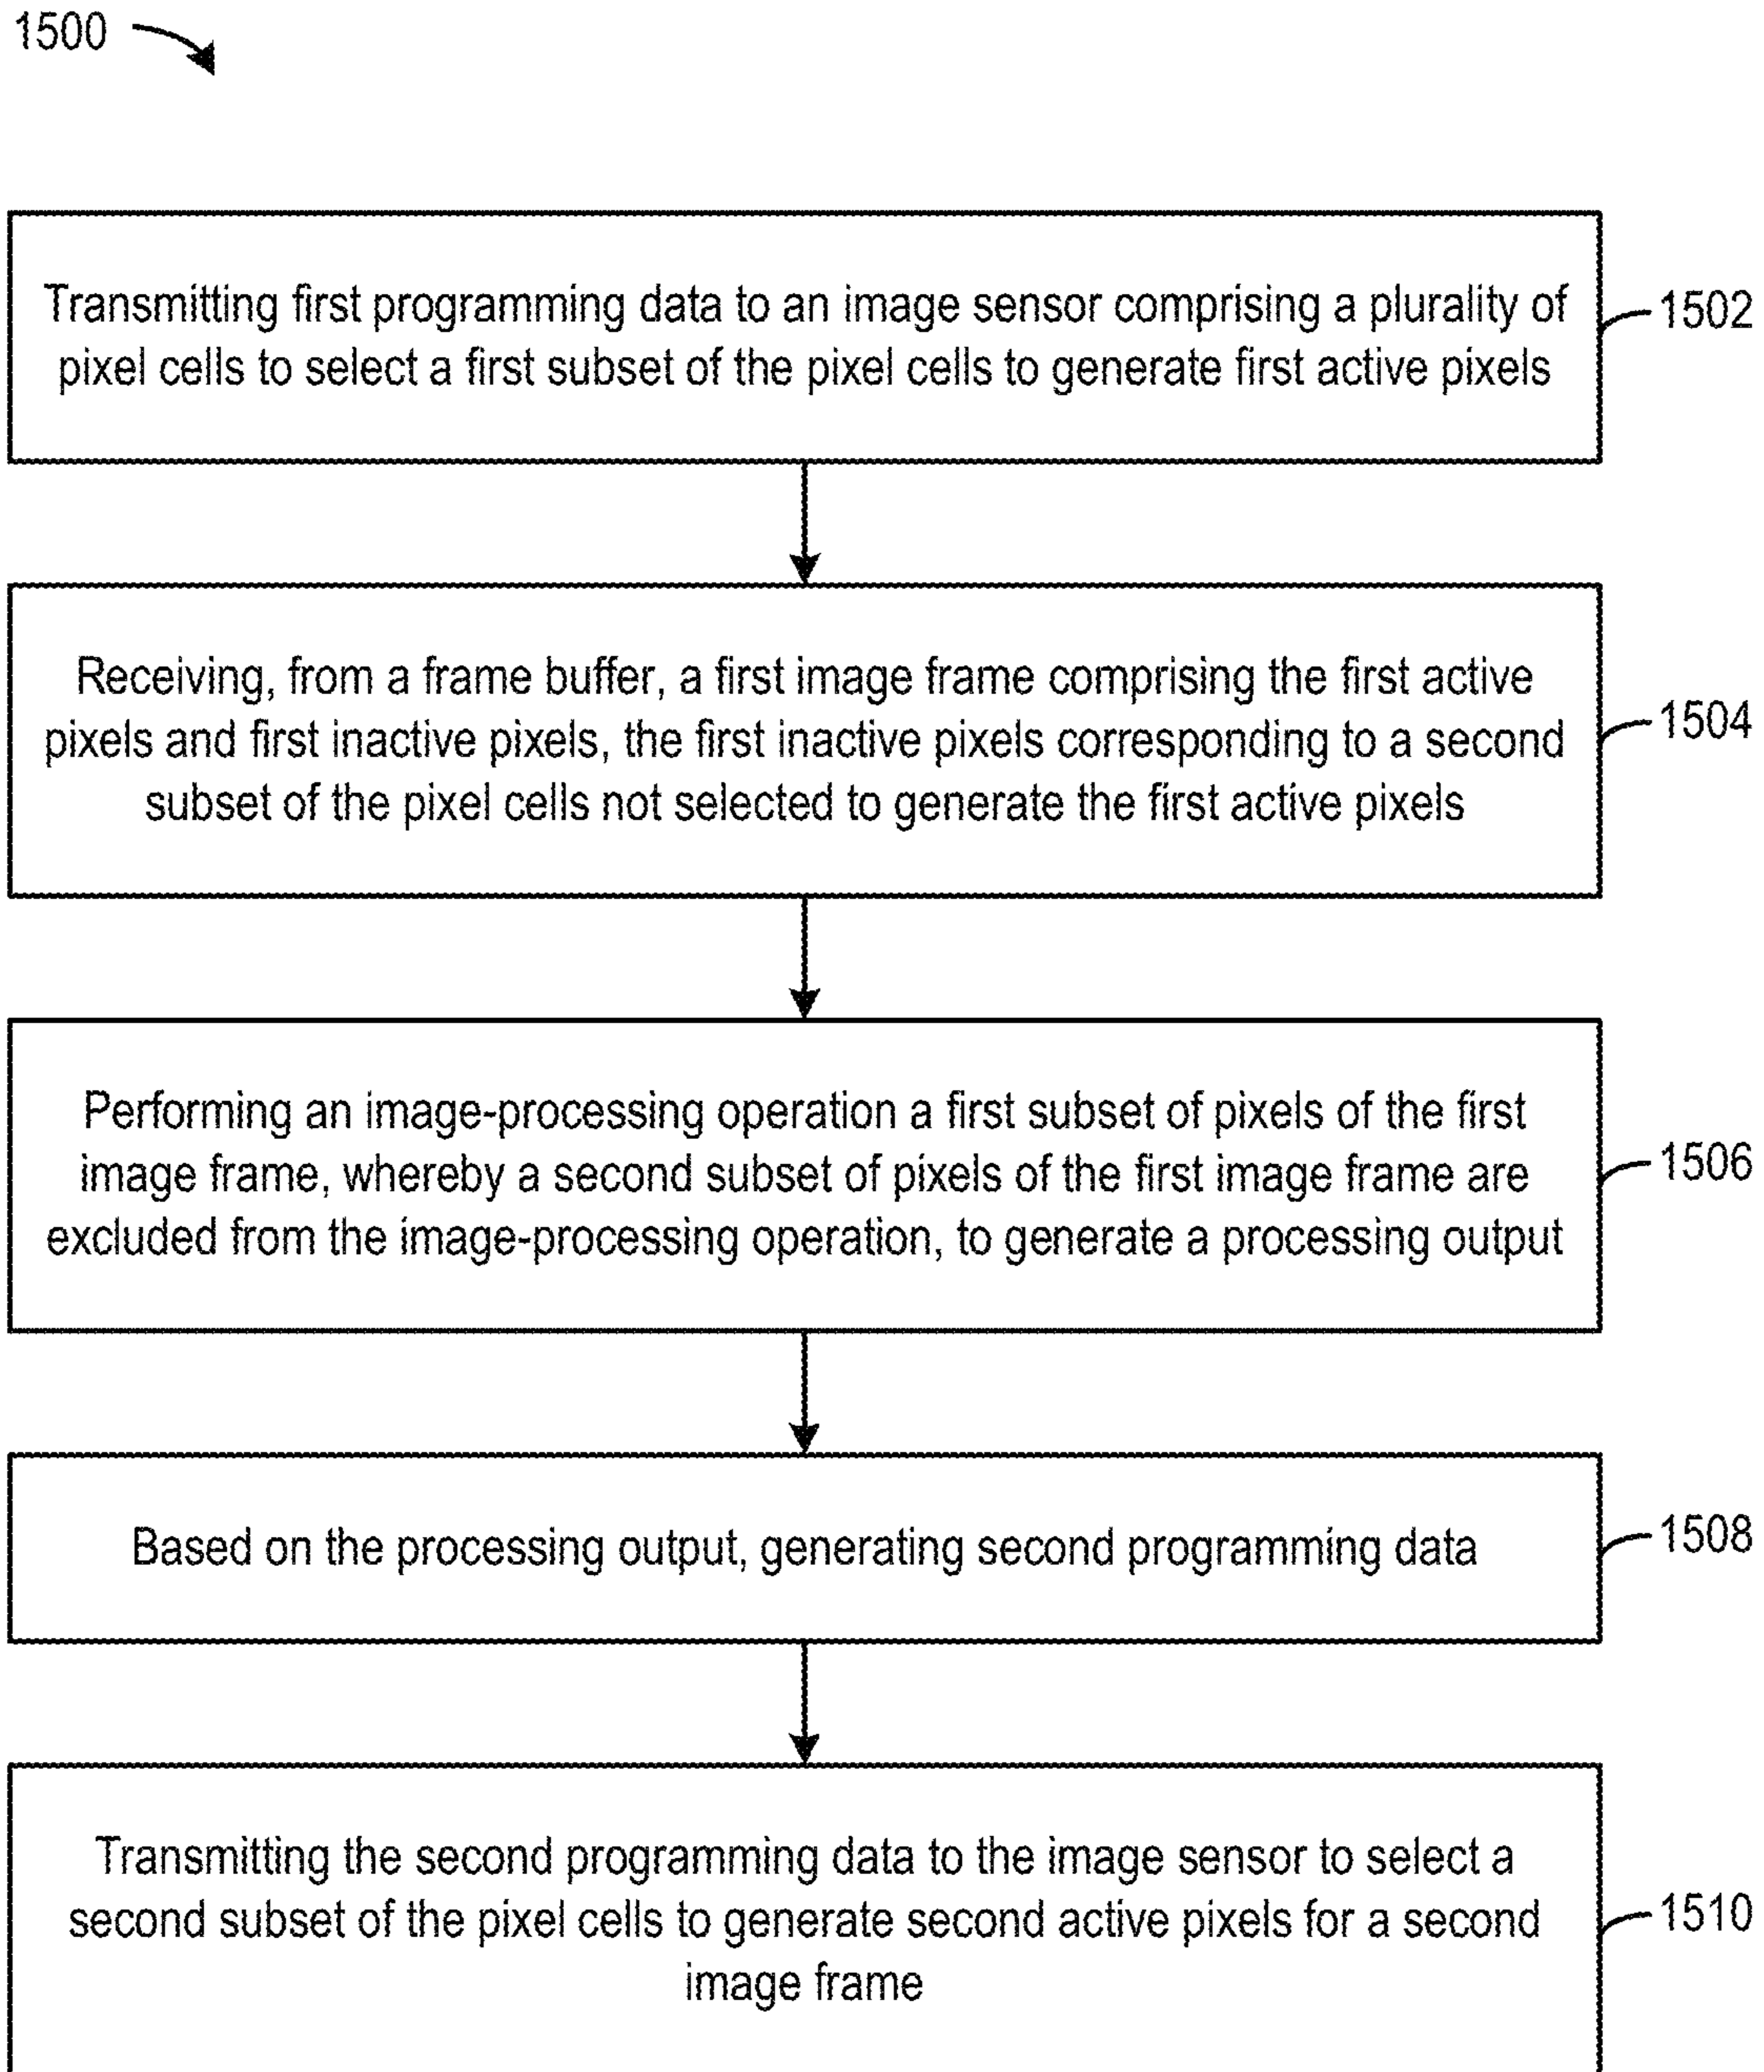 1500
Transmitting first programming data to an image sensor comprising a plurality of
pixel cells to select a first subset of the pixel cells to generate first active pixels
1502
Receiving, from a frame buffer, a first image frame comprising the first active
pixels and first inactive pixels, the first inactive pixels corresponding to a second
subset of the pixel cells not selected to generate the first active pixels
1504
Performing an image-processing operation a first subset of pixels of the first
image frame, whereby a second subset of pixels of the first image frame are
excluded from the image-processing operation, to generate a processing output
1506
Based on the processing output, generating second programming data
1508
Transmitting the second programming data to the image sensor to select a
second subset of the pixel cells to generate second active pixels for a second
image frame
1510